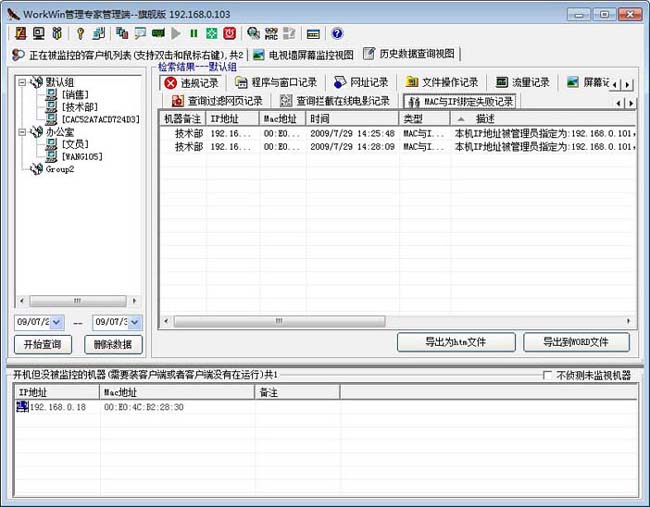 WorkWin管理专家管理端--旗舰版 192.168.0.103
正在被监控的客户机列表(支持双击和鼠标右键),共2 电视墙屏幕监控视图 历史数据查询视图
检索结果---默认组
默认组
[销售]
[技术部]
[CAC52A7ACD724D3]
办公室
[文员]
[WANG105]
Group2
违规记录 程序与窗口记录 网址记录 文件操作记录 流量记录 屏幕记
查询过滤网页记录 查询拦截在线电影记录 MAC与IP绑定失败记录
机器备注 IP地址 Mac地址 时间 类型 描述
技术部 192.16... 00:E0... 2009/7/29 14:25:48 MAC与I... 本机IP地址被管理员指定为:192.168.0.101,
技术部 192.16... 00:E0... 2009/7/29 14:28:09 MAC与I... 本机IP地址被管理员指定为:192.168.0.101,
09/07/2 -- 09/07/3
开始查询 删除数据
导出为htm文件 导出到WORD文件
开机但没被监控的机器(需要装客户端或者客户端没有在运行)共1 不侦测未监视机器
IP地址 Mac地址 备注
192.168.0.18 00:E0:4C:B2:28:30